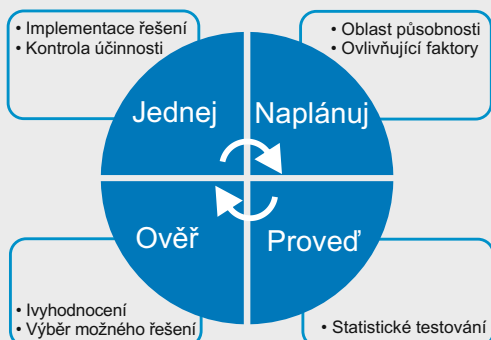 • Implementace řešení
• Kontrola účinnosti
• Oblast působnosti
• Ovlivňující faktory
Jednej
Naplánuj
Ověř
Proveď
• Ivyhodnocení
• Výběr možného řešení
• Statistické testování